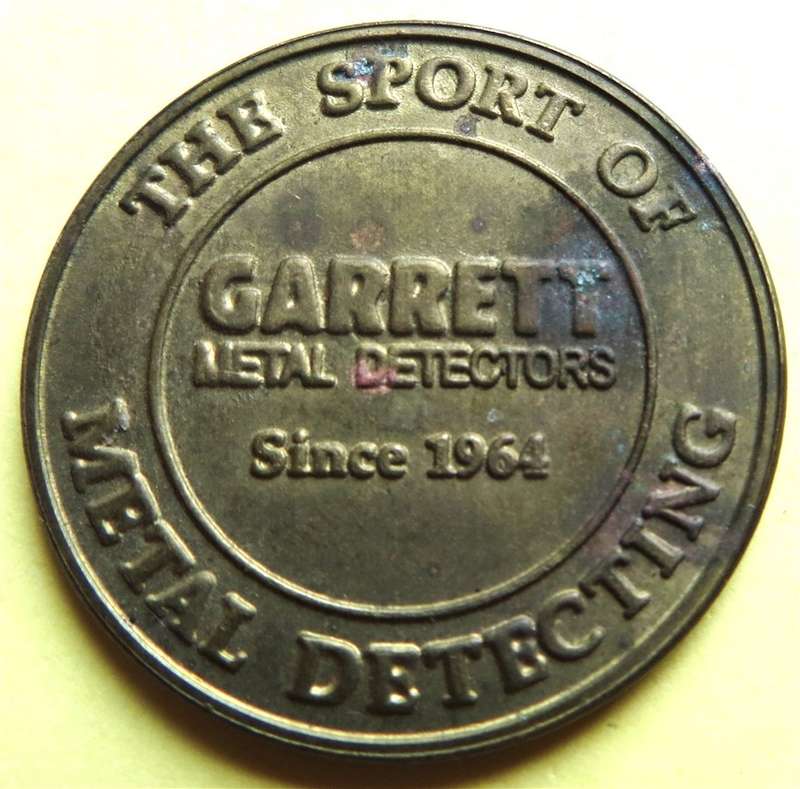 THE SPORT OF
GARRETT
METAL DETECTORS
Since 1964
METAL DETECTING